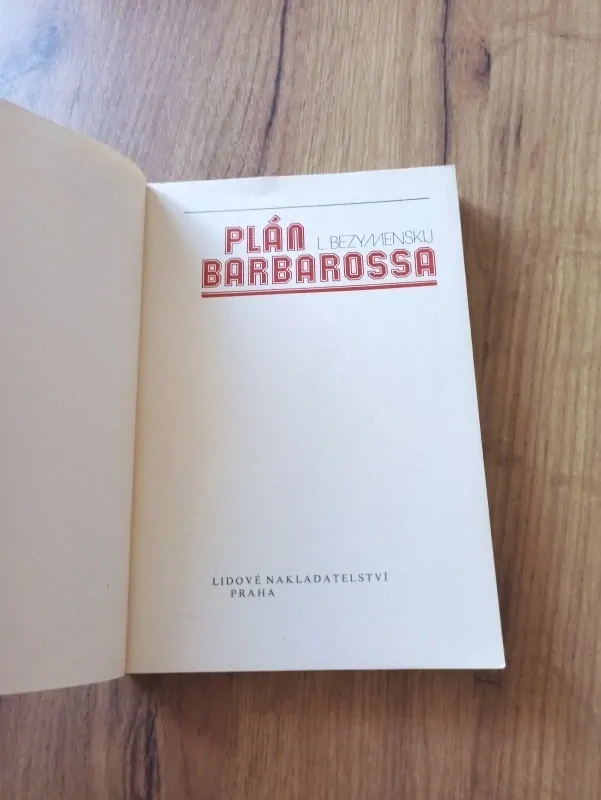 PLÁN
L. BEZYMENSKIJ
BARBAROSSA
LIDOVÉ NAKLADATELSTVÍ
PRAHA